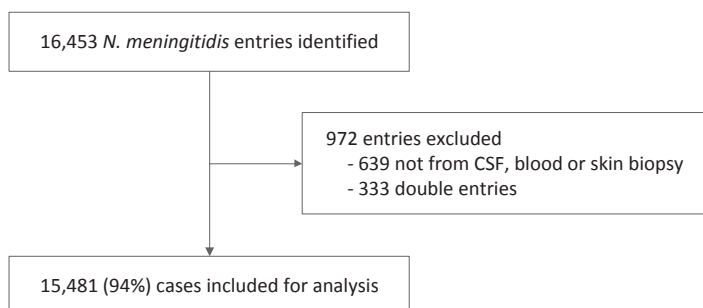 16,453 N. meningitidis entries identified
972 entries excluded
- 639 not from CSF, blood or skin biopsy
- 333 double entries
15,481 (94%) cases included for analysis